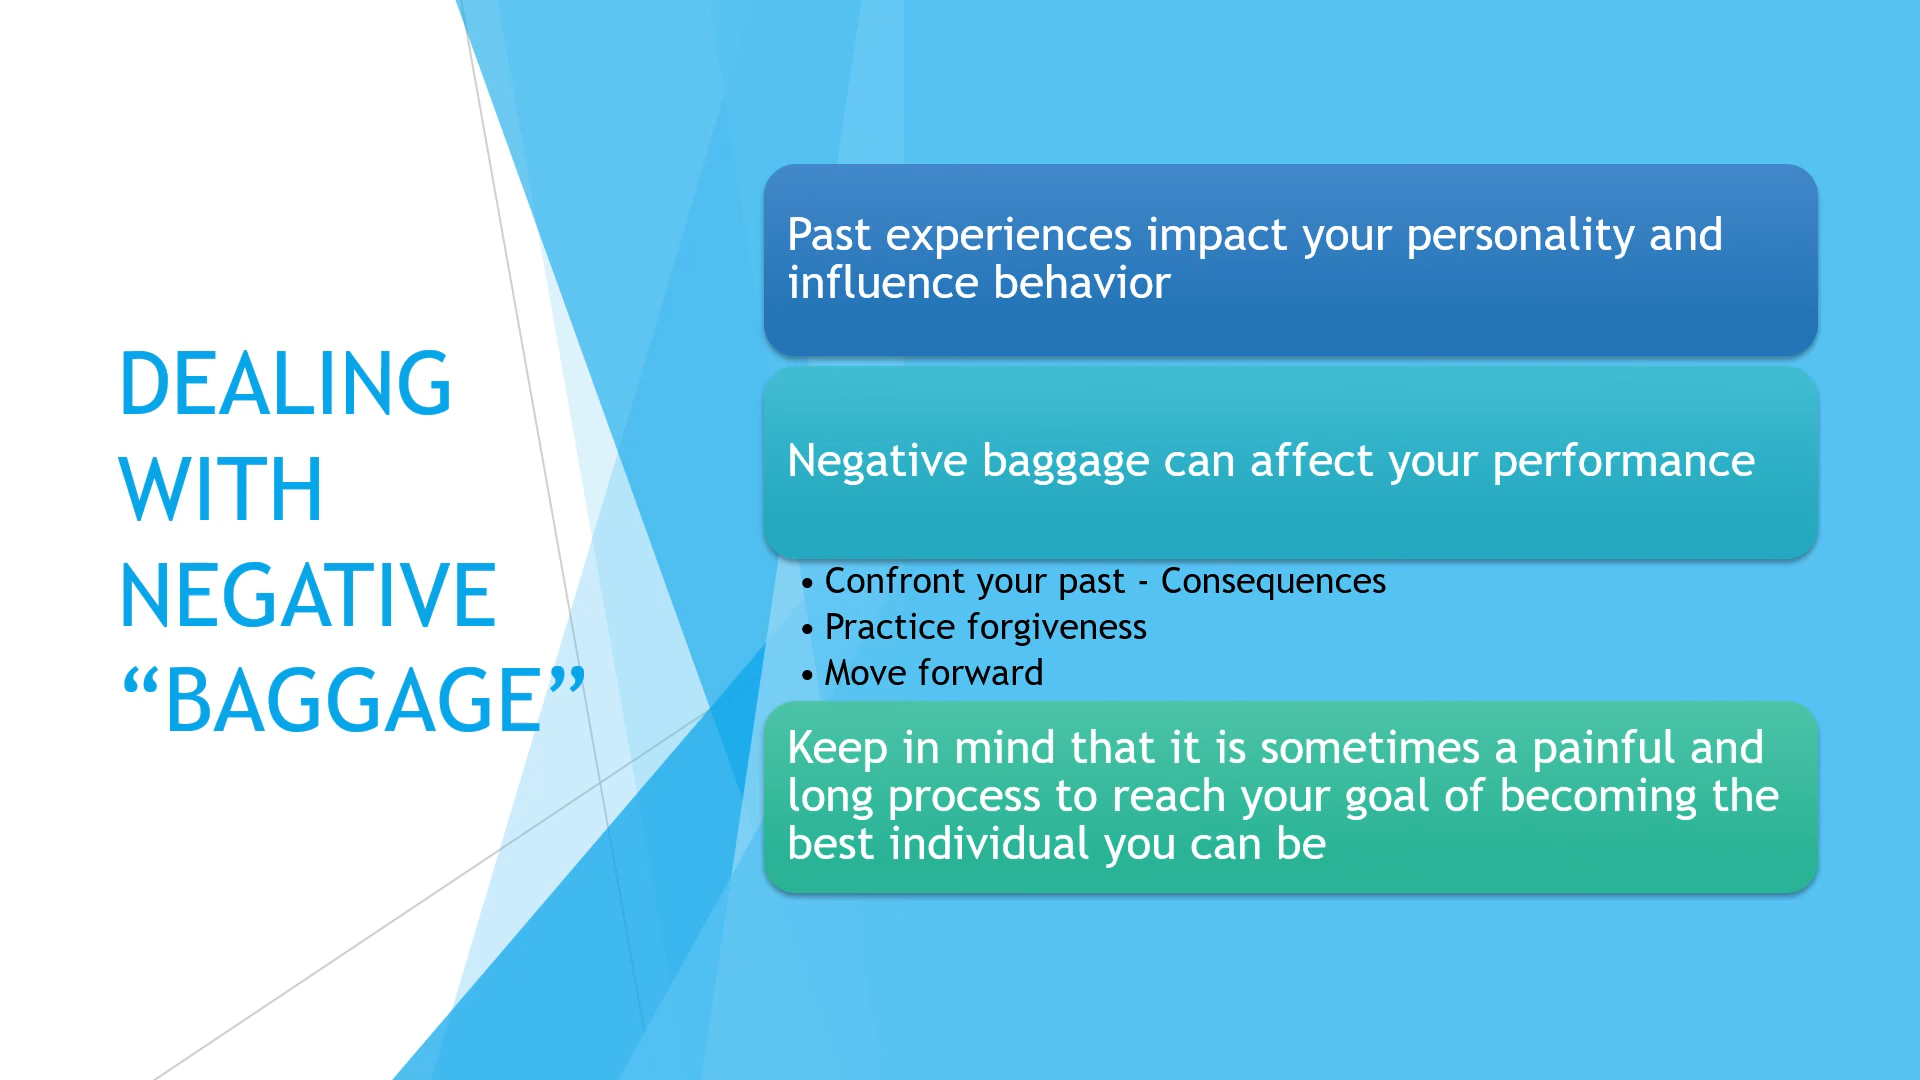 DEALING
WITH
NEGATIVE
“BAGGAGE”
Past experiences impact your personality and
influence behavior
Negative baggage can affect your performance
• Confront your past - Consequences
• Practice forgiveness
• Move forward
Keep in mind that it is sometimes a painful and
long process to reach your goal of becoming the
best individual you can be